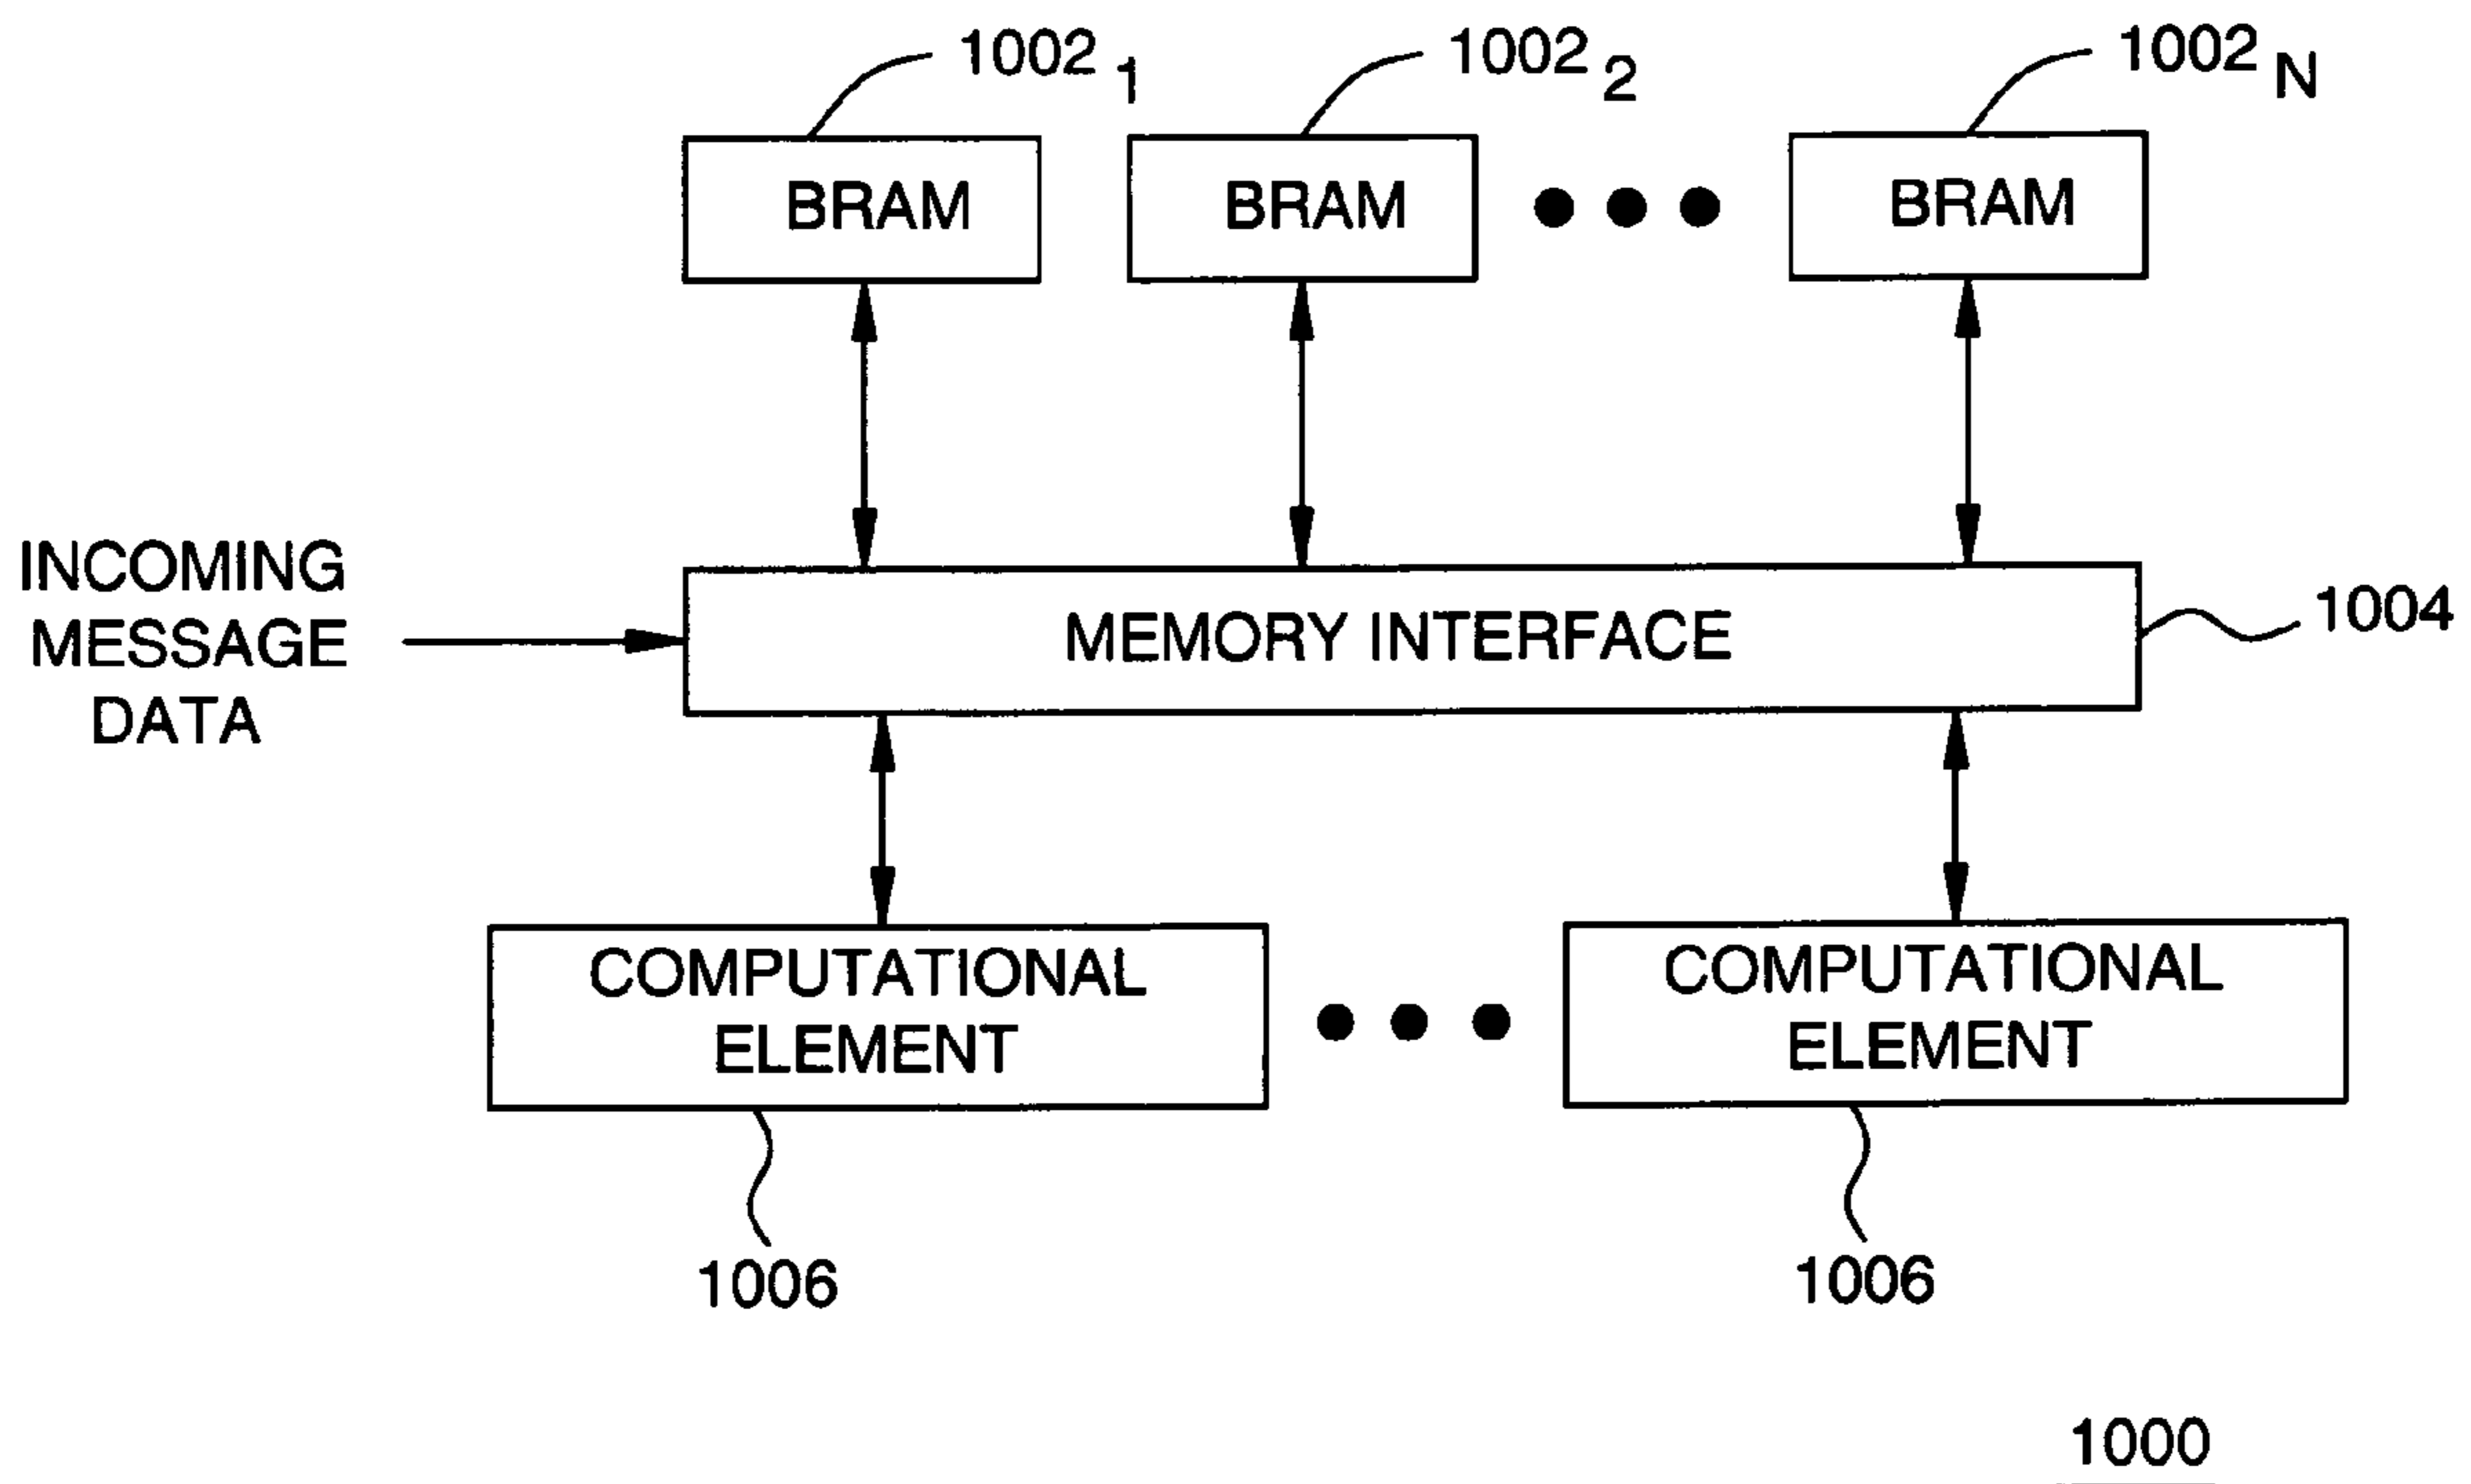 1002 1
1002 2
1002 N
BRAM
BRAM
BRAM
INCOMING
MESSAGE
DATA
MEMORY INTERFACE
1004
COMPUTATIONAL
ELEMENT
COMPUTATIONAL
ELEMENT
1006
1006
1000